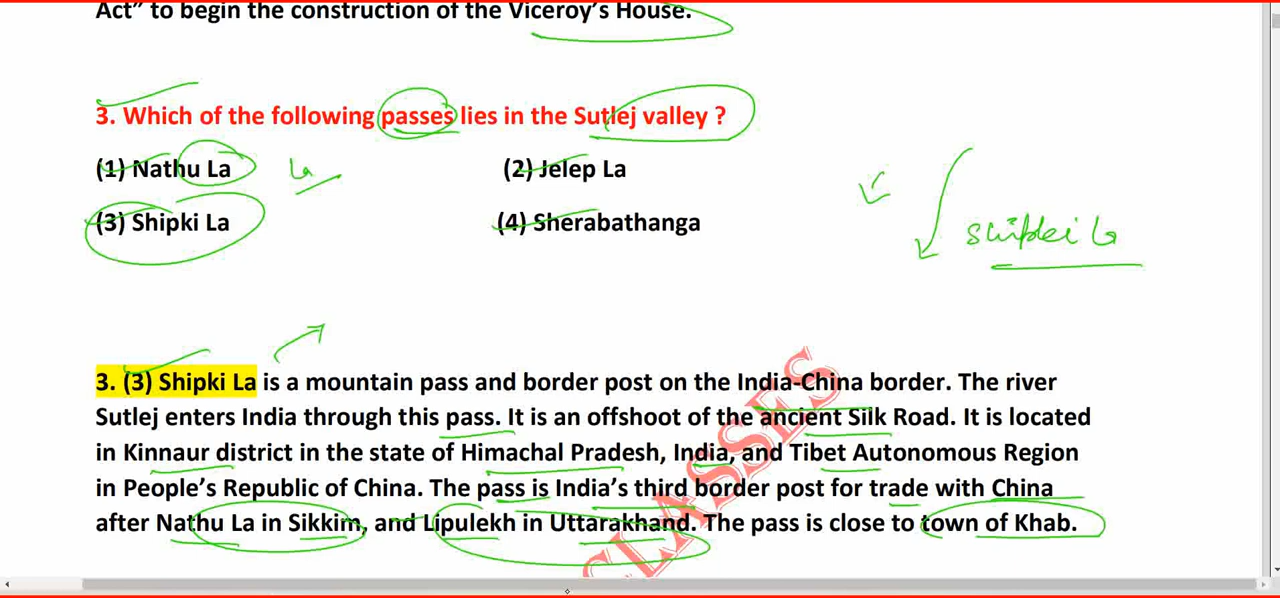 Act” to begin the construction of the Viceroy’s House.
3. Which of the following passes lies in the Sutlej valley ?
(1) Nathu La La (2) Jelep La
(3) Shipki La (4) Sherabathanga
Shipki La
3. (3) Shipki La is a mountain pass and border post on the India-China border. The river
Sutlej enters India through this pass. It is an offshoot of the ancient Silk Road. It is located
in Kinnaur district in the state of Himachal Pradesh, India, and Tibet Autonomous Region
in People’s Republic of China. The pass is India’s third border post for trade with China
after Nathu La in Sikkim, and Lipulekh in Uttarakhand. The pass is close to town of Khab.
CLASSES